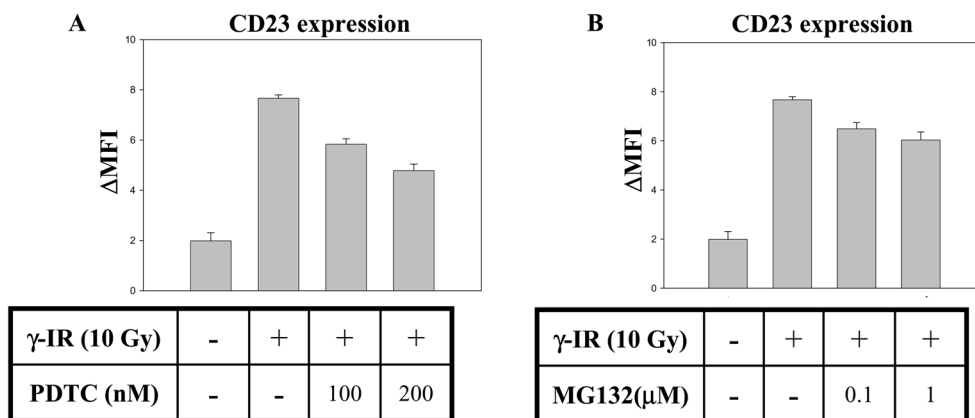 A CD23 expression
10
8
6
4
2
0
ΔMFI
γ-IR (10 Gy) - + + +
PDTC (nM) - - 100 200
B CD23 expression
10
8
6
4
2
0
ΔMFI
γ-IR (10 Gy) - + + +
MG132(μM) - - 0.1 1